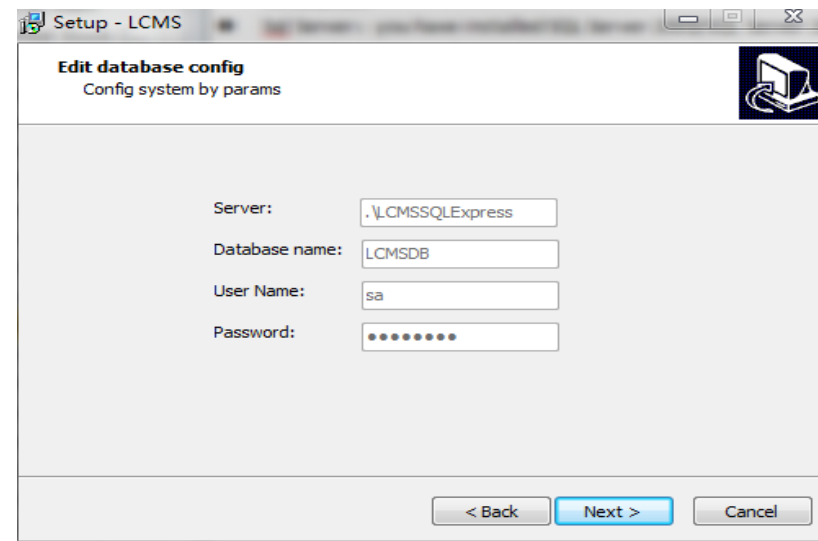 Setup - LCMS
Edit database config
Config system by params
Server:
.\LCMSSQLExpress
Database name:
LCMSDB
User Name:
sa
Password:
●●●●●●●●
< Back
Next >
Cancel